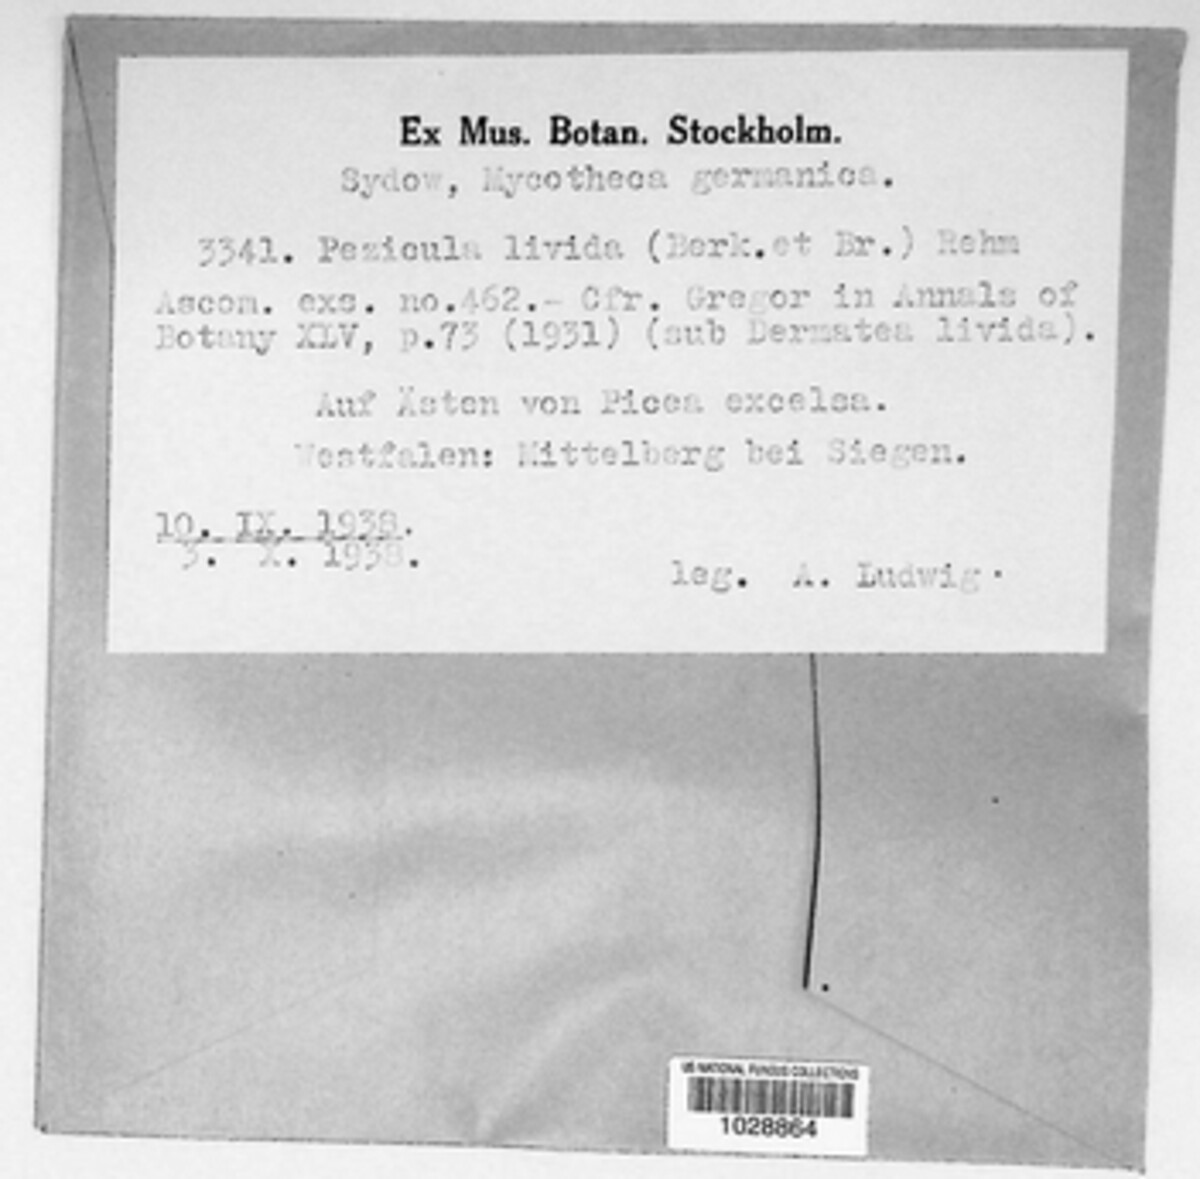 Ex Mus. Botan. Stockholm.
Sydow, Mycotheca germanica.
3341. Pezicula livida (Berk.et Br.) Rehm
Ascom. exs. no.462.- Cfr. Gregor in Annals of
Botany XLV, p.73 (1931) (sub Dermatea livida).
Auf Ästen von Picea excelsa.
Westfalen: Mittelberg bei Siegen.
10. IX. 1938.
3. X. 1938.
leg. A. Ludwig.
US NATIONAL FUNGUS COLLECTIONS
1028864